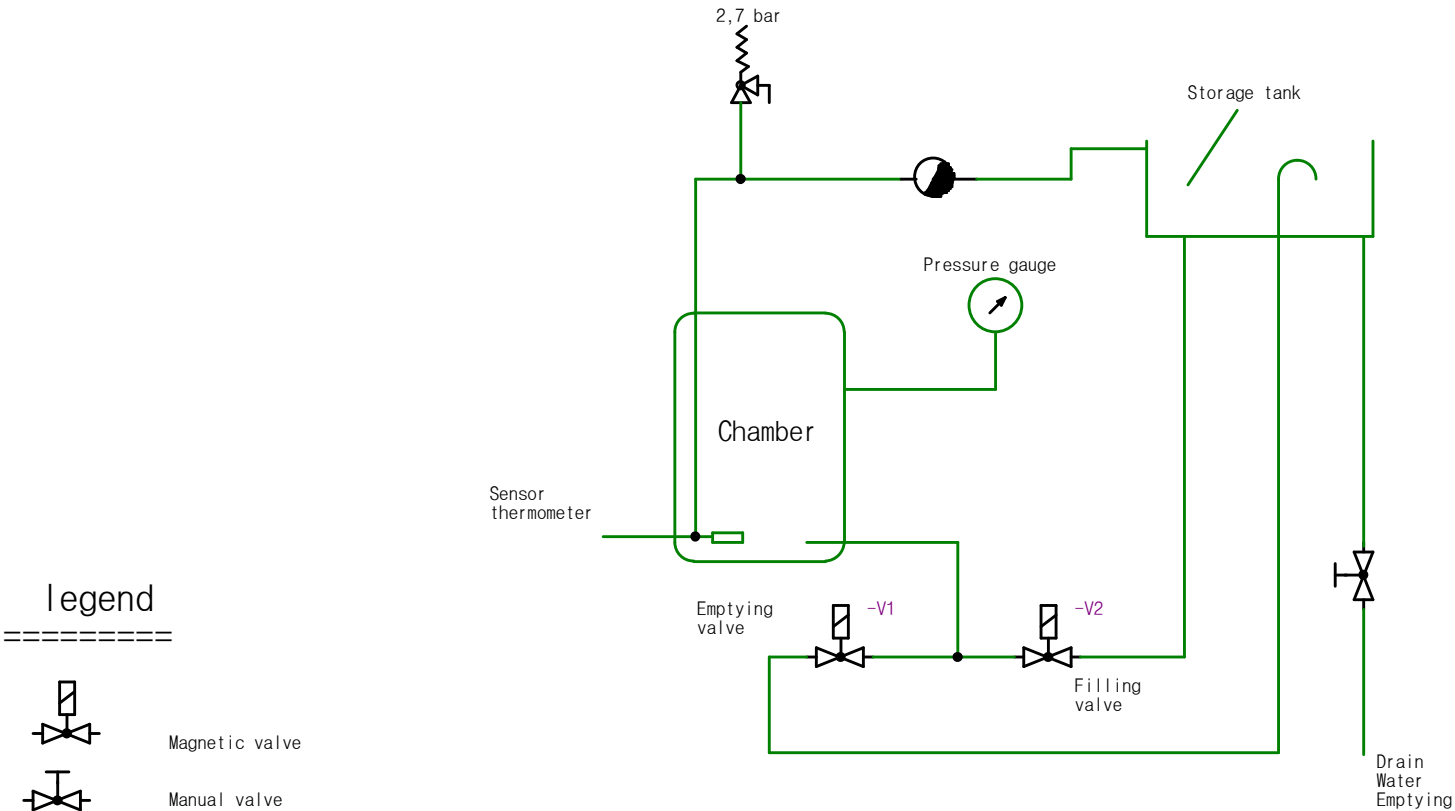 2,7 bar
Storage tank
Pressure gauge
Chamber
Sensor
thermometer
legend
=========
Emptying
valve
-V1
-V2
Filling
valve
Magnetic valve
Manual valve
Drain
Water
Emptying